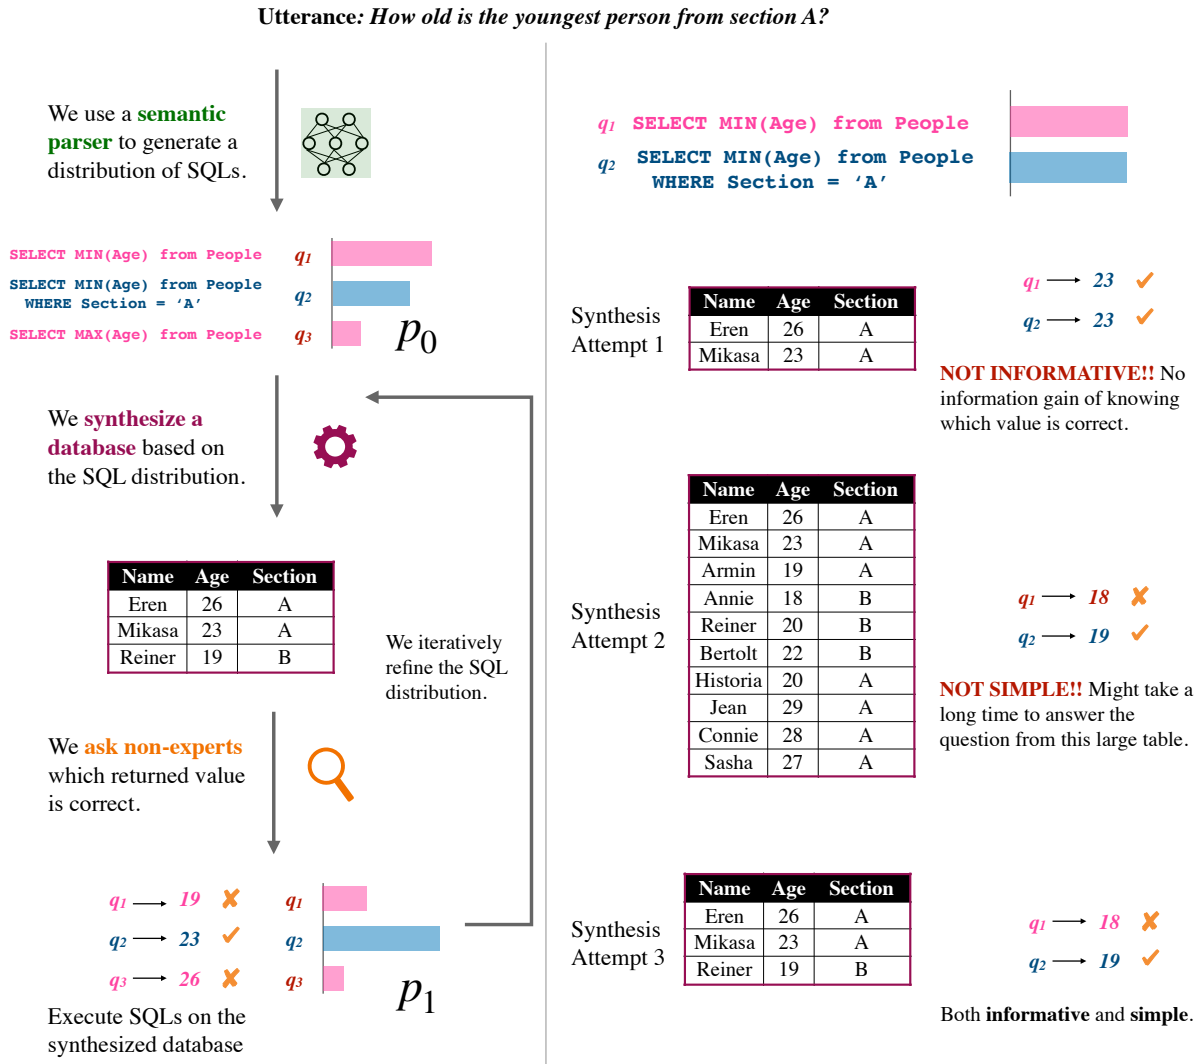 Utterance: How old is the youngest person from section A?
We use a semantic
parser to generate a
distribution of SQLs.
SELECT MIN(Age) from People q1
SELECT MIN(Age) from People
WHERE Section = ‘A’ q2
SELECT MAX(Age) from People q3
p0
We synthesize a
database based on
the SQL distribution.
Name Age Section
Eren 26 A
Mikasa 23 A
Reiner 19 B
We iteratively
refine the SQL
distribution.
We ask non-experts
which returned value
is correct.
q1 → 19 ✘ q1
q2 → 23 ✓ q2
q3 → 26 ✘ q3
p1
Execute SQLs on the
synthesized database
q1 SELECT MIN(Age) from People
q2 SELECT MIN(Age) from People
WHERE Section = ‘A’
Synthesis
Attempt 1
Name Age Section
Eren 26 A
Mikasa 23 A
q1 → 23 ✓
q2 → 23 ✓
NOT INFORMATIVE!! No
information gain of knowing
which value is correct.
Synthesis
Attempt 2
Name Age Section
Eren 26 A
Mikasa 23 A
Armin 19 A
Annie 18 B
Reiner 20 B
Bertolt 22 B
Historia 20 A
Jean 29 A
Connie 28 A
Sasha 27 A
q1 → 18 ✘
q2 → 19 ✓
NOT SIMPLE!! Might take a
long time to answer the
question from this large table.
Synthesis
Attempt 3
Name Age Section
Eren 26 A
Mikasa 23 A
Reiner 19 B
q1 → 18 ✘
q2 → 19 ✓
Both informative and simple.